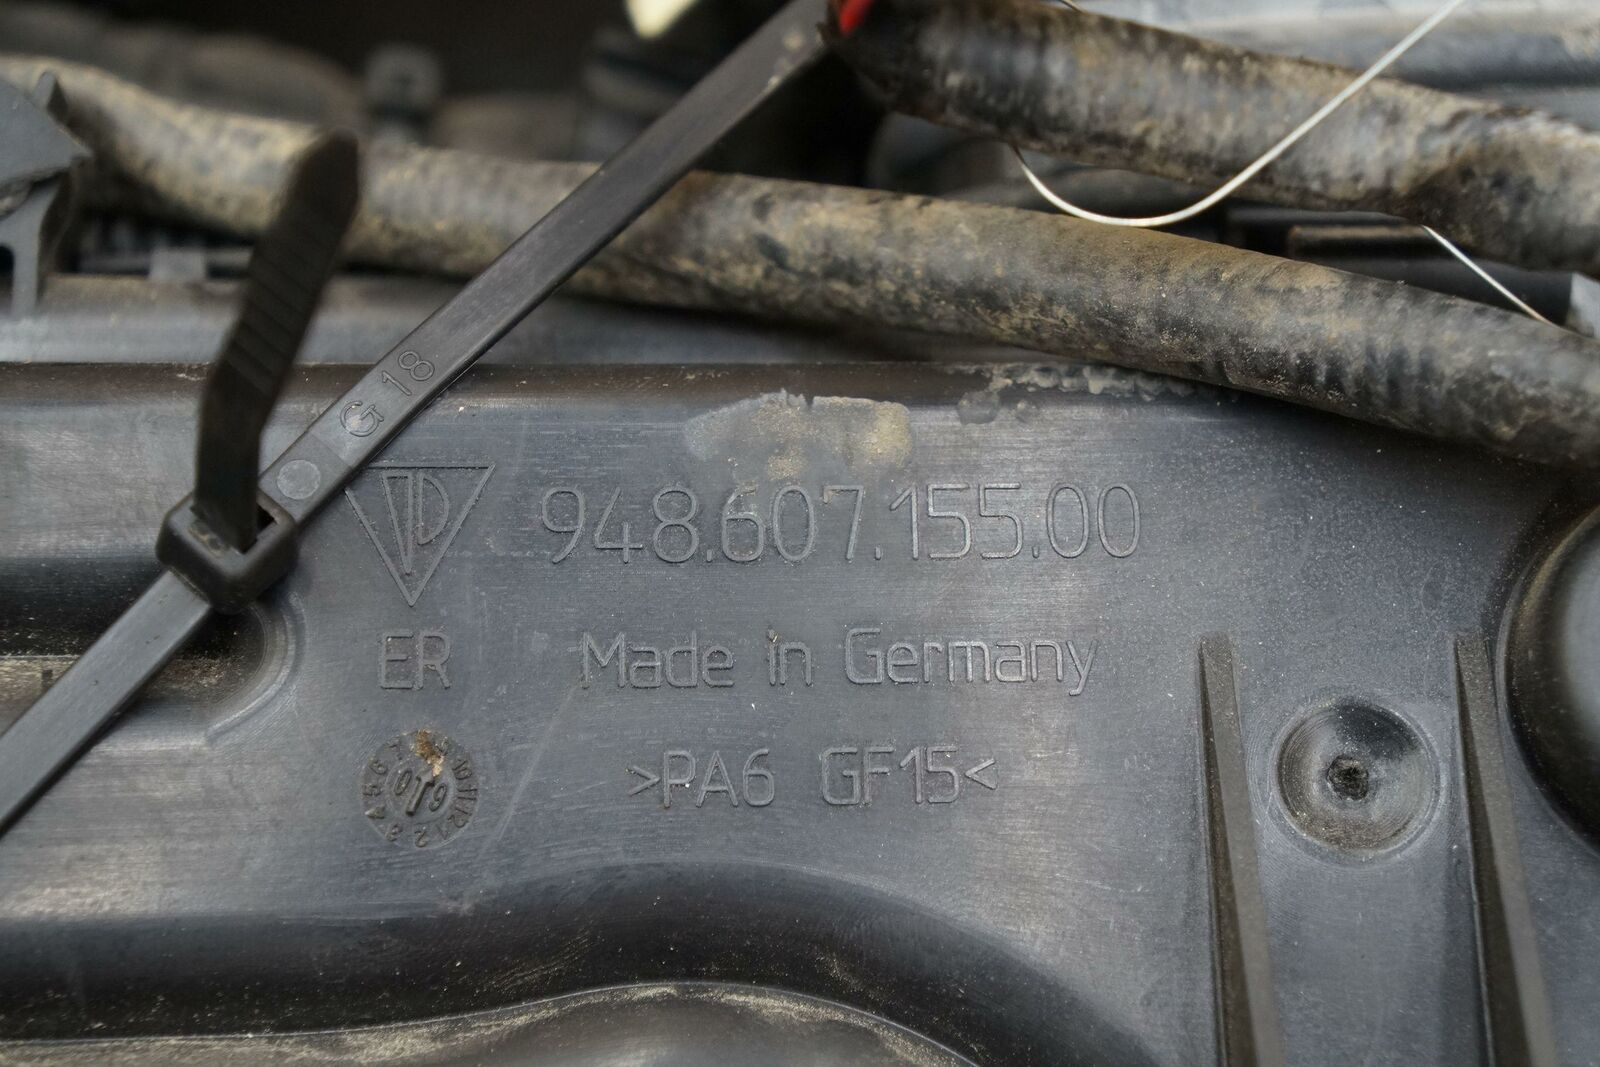 G 18
948.607.155.00
ER Made in Germany
>PA6 GF15<